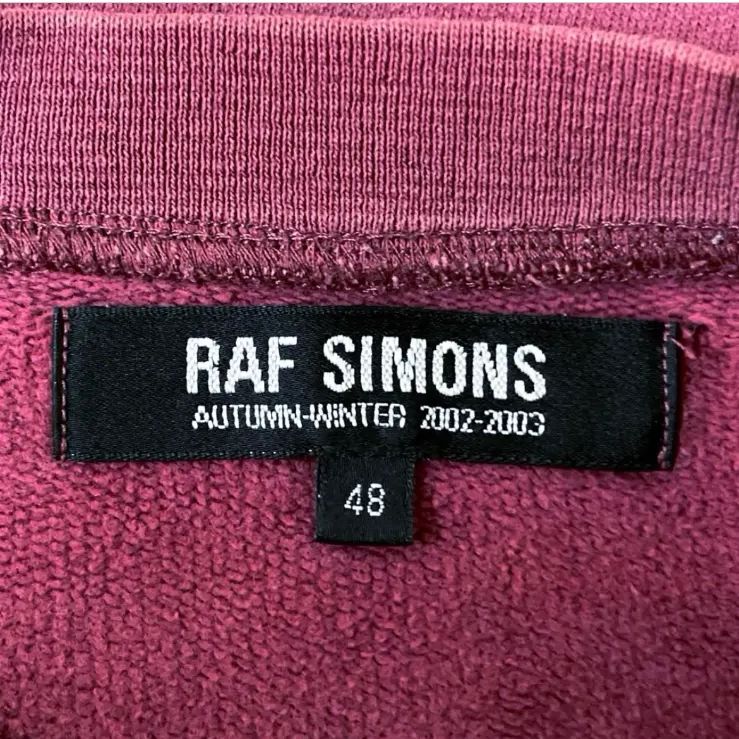 RAF SIMONS
AUTUMN-WINTER 2002-2003
48